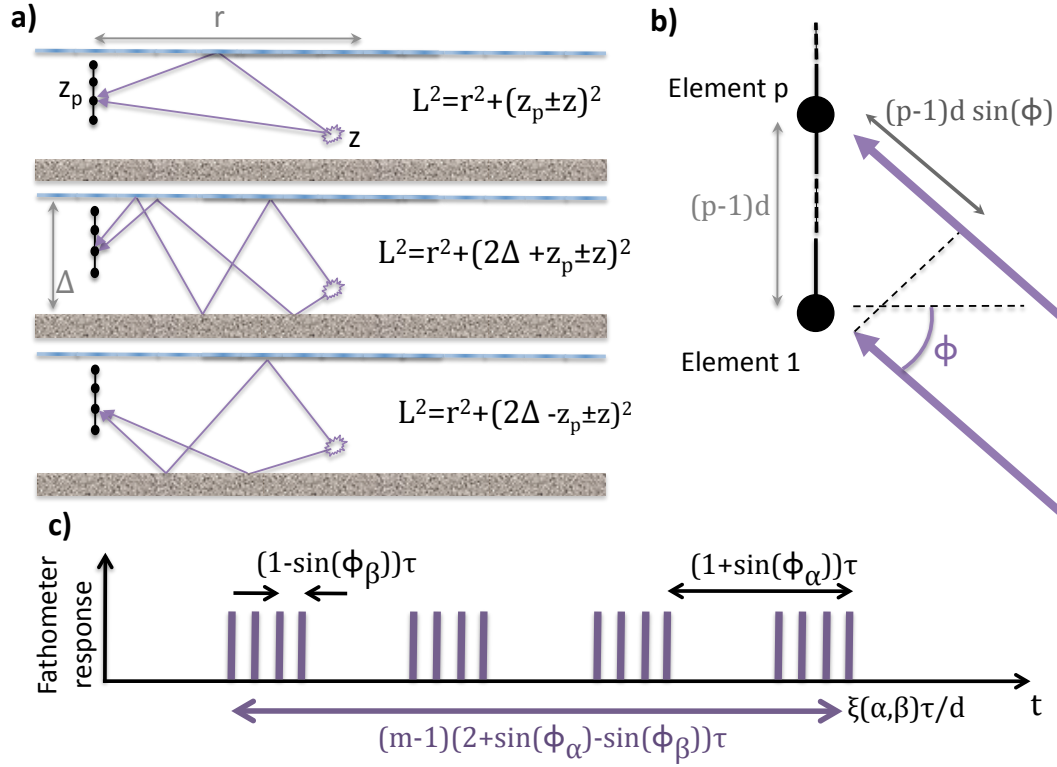 a)
r
z_p
z
L²=r²+(z_p±z)²
Δ
L²=r²+(2Δ +z_p±z)²
L²=r²+(2Δ -z_p±z)²
b)
Element p
(p-1)d sin(ϕ)
(p-1)d
ϕ
Element 1
c)
(1-sin(ϕ_β))τ
(1+sin(ϕ_α))τ
Fathometer
response
ξ(α,β)τ/d
t
(m-1)(2+sin(ϕ_α)-sin(ϕ_β))τ